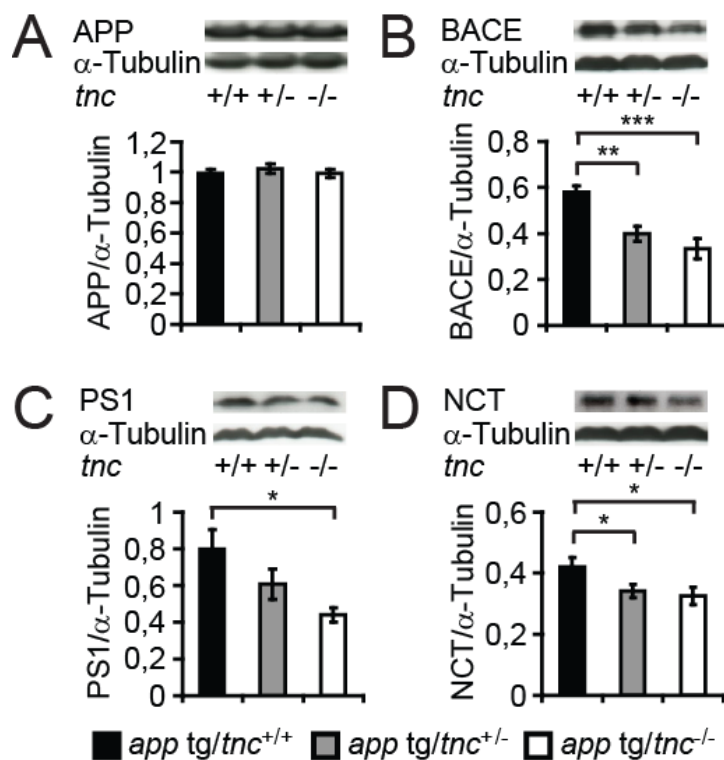 A APP
α-Tubulin
tnc +/+ +/- -/-
APP/α-Tubulin
1,2
1
0,8
0,6
0,4
0,2
0
B BACE
α-Tubulin
tnc +/+ +/- -/-
BACE/α-Tubulin
0,8
0,6
0,4
0,2
0
***
**
C PS1
α-Tubulin
tnc +/+ +/- -/-
PS1/α-Tubulin
1
0,8
0,6
0,4
0,2
0
*
D NCT
α-Tubulin
tnc +/+ +/- -/-
NCT/α-Tubulin
0,6
0,4
0,2
0
*
*
app tg/tnc+/+ app tg/tnc+/- app tg/tnc-/-